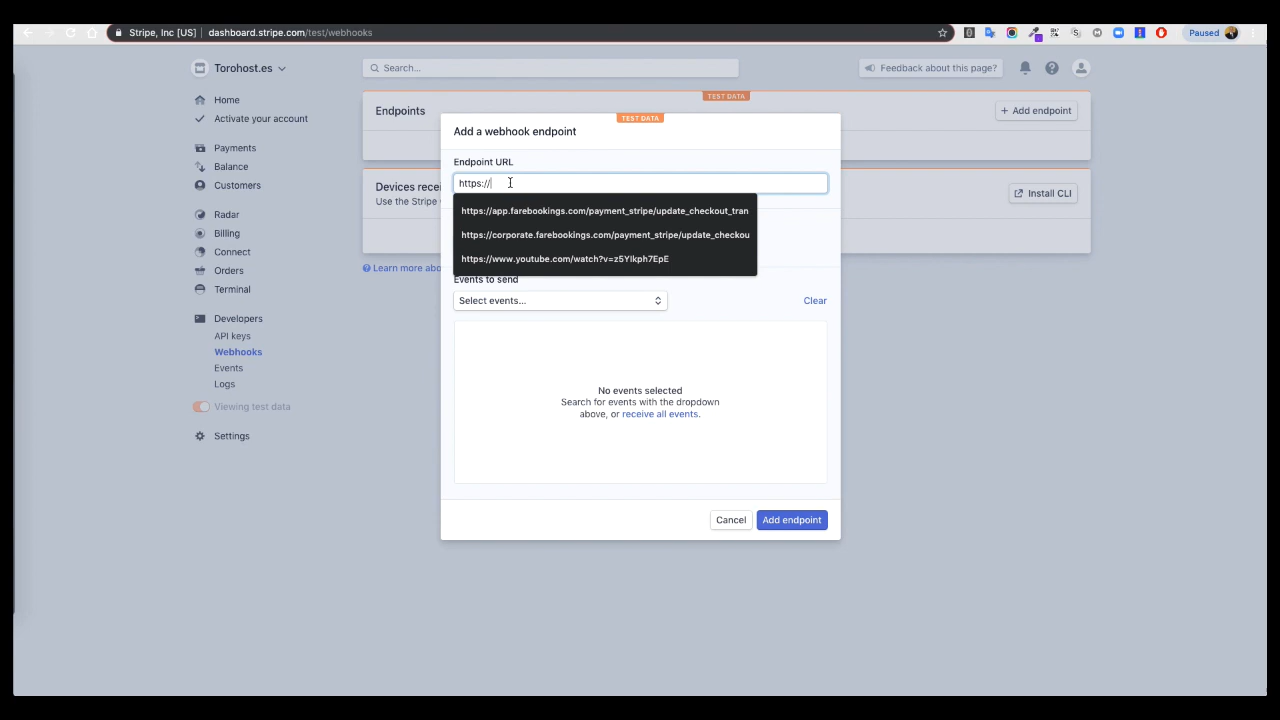 Stripe, Inc [US] dashboard.stripe.com/test/webhooks
Paused
Torohost.es
Search...
Feedback about this page?
Home
Activate your account
Payments
Balance
Customers
Radar
Billing
Connect
Orders
Terminal
Developers
API keys
Webhooks
Events
Logs
Viewing test data
Settings
TEST DATA
Endpoints
+ Add endpoint
Devices rece
Use the Stripe
Install CLI
Learn more abo
TEST DATA
Add a webhook endpoint
Endpoint URL
https://
https://app.farebookings.com/payment_stripe/update_checkout_tran
https://corporate.farebookings.com/payment_stripe/update_checkou
https://www.youtube.com/watch?v=z5YIkph7EpE
Events to send
Select events...
Clear
No events selected
Search for events with the dropdown
above, or receive all events.
Cancel
Add endpoint